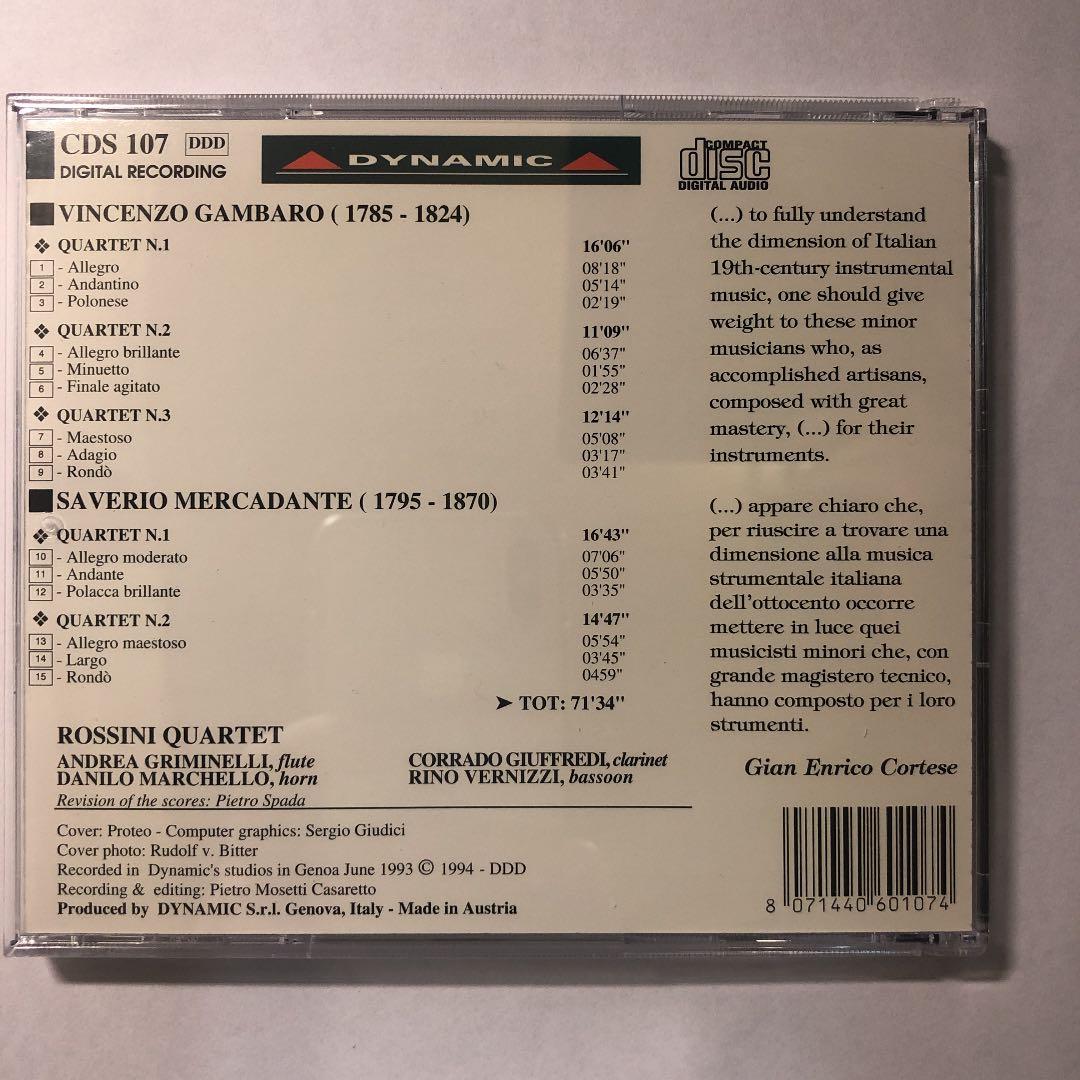 CDS 107 DDD
DIGITAL RECORDING
DYNAMIC
COMPACT
disc
DIGITAL AUDIO
VINCENZO GAMBARO ( 1785 - 1824)
❖ QUARTET N.1 16'06"
1 - Allegro 08'18"
2 - Andantino 05'14"
3 - Polonese 02'19"
❖ QUARTET N.2 11'09"
4 - Allegro brillante 06'37"
5 - Minuetto 01'55"
6 - Finale agitato 02'28"
❖ QUARTET N.3 12'14"
7 - Maestoso 05'08"
8 - Adagio 03'17"
9 - Rondò 03'41"
SAVERIO MERCADANTE ( 1795 - 1870)
❖ QUARTET N.1 16'43"
10 - Allegro moderato 07'06"
11 - Andante 05'50"
12 - Polacca brillante 03'35"
❖ QUARTET N.2 14'47"
13 - Allegro maestoso 05'54"
14 - Largo 03'45"
15 - Rondò 0459"
➤ TOT: 71'34"
ROSSINI QUARTET
ANDREA GRIMINELLI, flute CORRADO GIUFFREDI, clarinet
DANILO MARCHELLO, horn RINO VERNIZZI, bassoon
Revision of the scores: Pietro Spada
Cover: Proteo - Computer graphics: Sergio Giudici
Cover photo: Rudolf v. Bitter
Recorded in Dynamic's studios in Genoa June 1993 © 1994 - DDD
Recording & editing: Pietro Mosetti Casaretto
Produced by DYNAMIC S.r.l. Genova, Italy - Made in Austria
(...) to fully understand
the dimension of Italian
19th-century instrumental
music, one should give
weight to these minor
musicians who, as
accomplished artisans,
composed with great
mastery, (...) for their
instruments.
(...) appare chiaro che,
per riuscire a trovare una
dimensione alla musica
strumentale italiana
dell'ottocento occorre
mettere in luce quei
musicisti minori che, con
grande magistero tecnico,
hanno composto per i loro
strumenti.
Gian Enrico Cortese
8 071440 601074